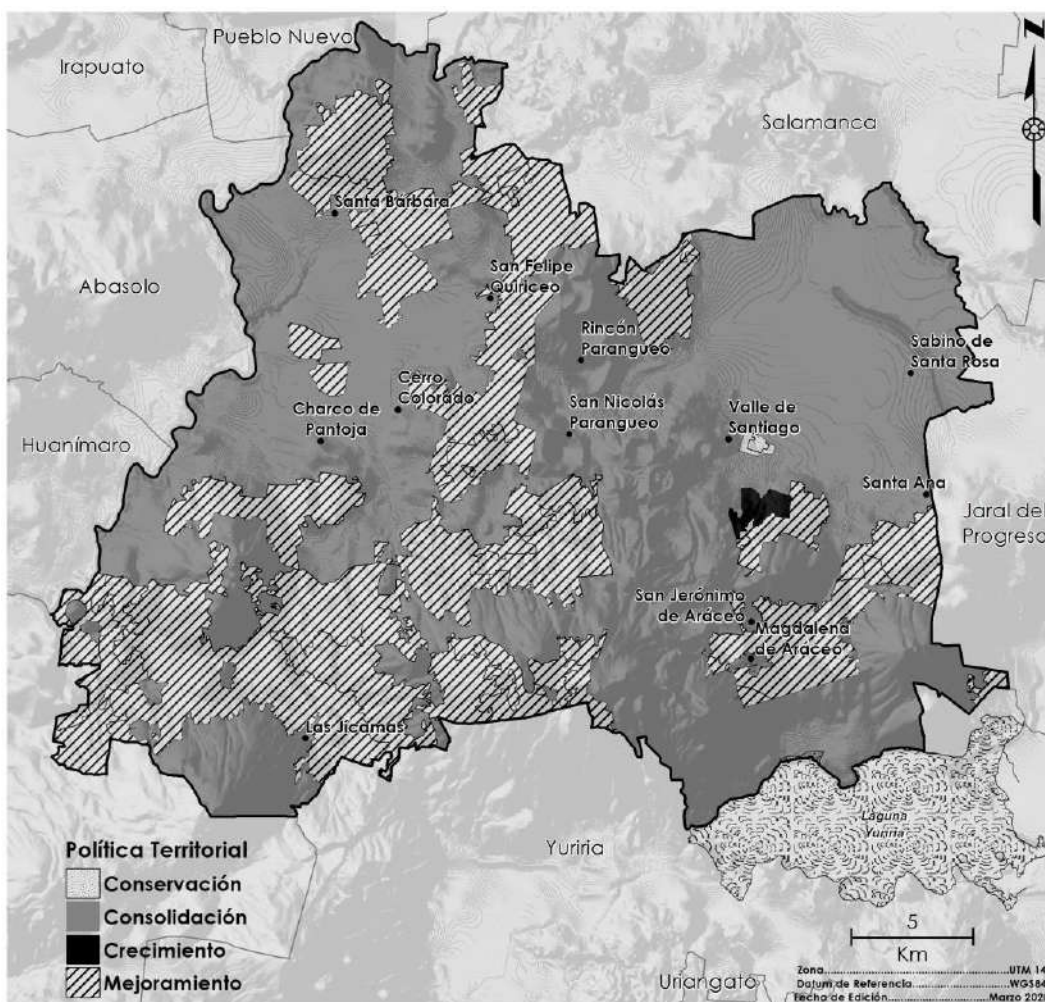 Pueblo Nuevo
Irapuato
Salamanca
Santa Bárbara
Abasolo
San Felipe
Quiriceo
Rincón
Parangueo
Sabino de
Santa Rosa
Cerro
Colorado
Charco de
Pantoja
San Nicolás
Parangueo
Valle de
Santiago
Huanímaro
Santa Ana
Jaral del
Progreso
San Jerónimo
de Aráceo
Magdalena
de Aráceo
Las Jícamas
Laguna
Yuriria
Yuriria
Política Territorial
Conservación
Consolidación
Crecimiento
Mejoramiento
5
Km
Uriangato
Zona UTM 14
Datum de Referencia WGS84
Fecha de Edición Marzo 202